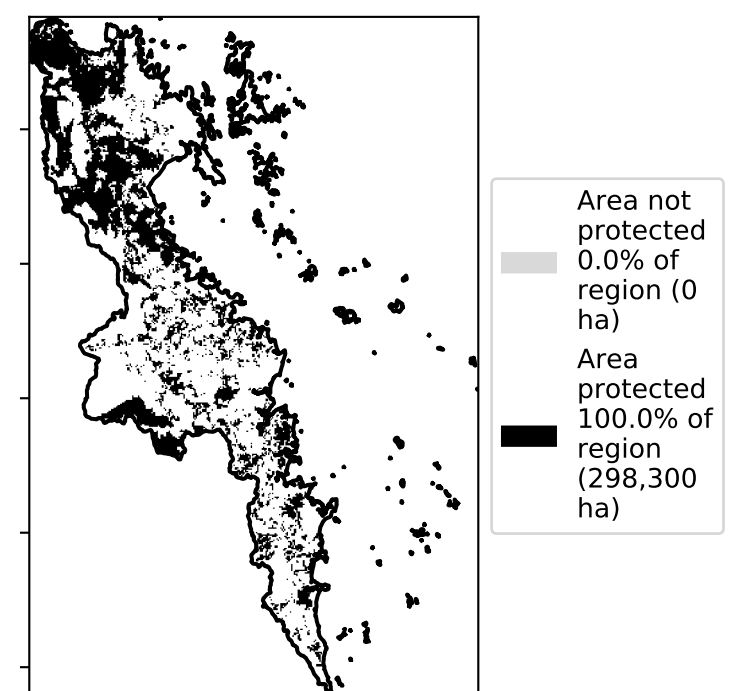 Area not
protected
0.0% of
region (0
ha)
Area
protected
100.0% of
region
(298,300
ha)